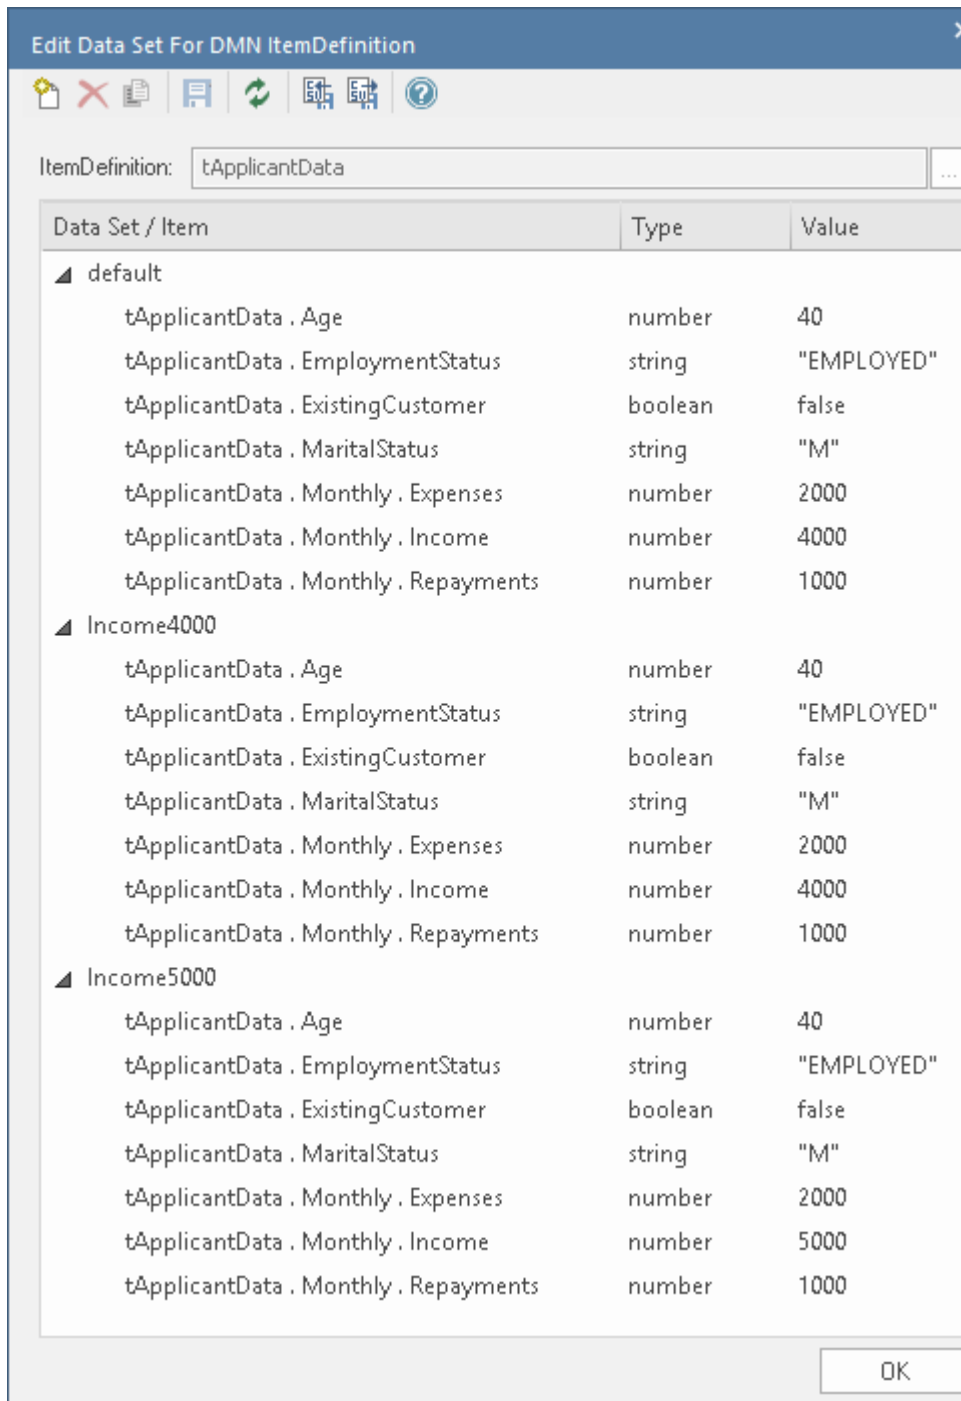 Edit Data Set For DMN ItemDefinition
ItemDefinition: tApplicantData ...
Data Set / Item Type Value
default
tApplicantData . Age number 40
tApplicantData . EmploymentStatus string "EMPLOYED"
tApplicantData . ExistingCustomer boolean false
tApplicantData . MaritalStatus string "M"
tApplicantData . Monthly . Expenses number 2000
tApplicantData . Monthly . Income number 4000
tApplicantData . Monthly . Repayments number 1000
Income4000
tApplicantData . Age number 40
tApplicantData . EmploymentStatus string "EMPLOYED"
tApplicantData . ExistingCustomer boolean false
tApplicantData . MaritalStatus string "M"
tApplicantData . Monthly . Expenses number 2000
tApplicantData . Monthly . Income number 4000
tApplicantData . Monthly . Repayments number 1000
Income5000
tApplicantData . Age number 40
tApplicantData . EmploymentStatus string "EMPLOYED"
tApplicantData . ExistingCustomer boolean false
tApplicantData . MaritalStatus string "M"
tApplicantData . Monthly . Expenses number 2000
tApplicantData . Monthly . Income number 5000
tApplicantData . Monthly . Repayments number 1000
OK